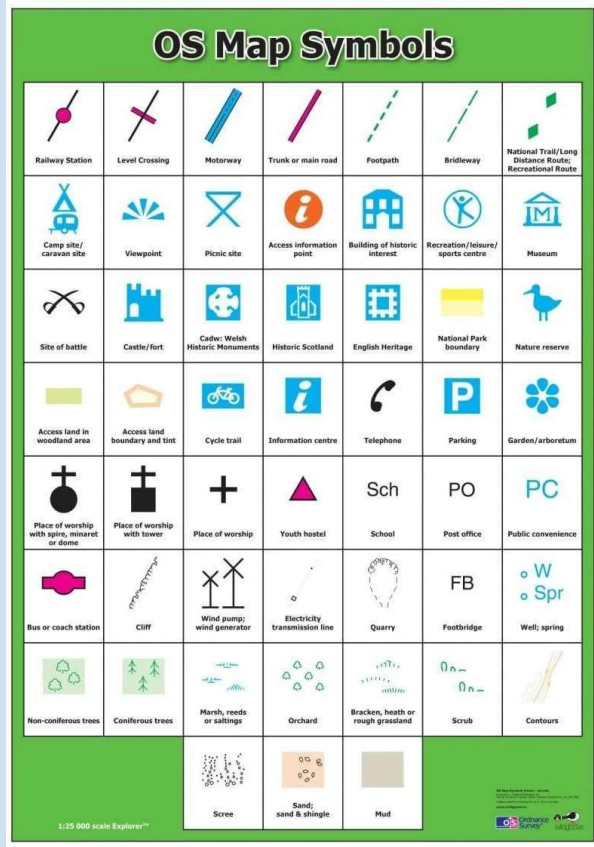 OS Map Symbols
Railway Station
Level Crossing
Motorway
Trunk or main road
Footpath
Bridleway
National Trail/Long
Distance Route;
Recreational Route
Camp site/
caravan site
Viewpoint
Picnic site
i
Access information
point
Building of historic
interest
Recreation/leisure/
sports centre
M
Museum
Site of battle
Castle/fort
Cadw: Welsh
Historic Monuments
Historic Scotland
English Heritage
National Park
boundary
Nature reserve
Access land in
woodland area
Access land
boundary and tint
Cycle trail
i
Information centre
Telephone
P
Parking
Garden/arboretum
Place of worship
with spire, minaret
or dome
Place of worship
with tower
Place of worship
Youth hostel
Sch
School
PO
Post office
PC
Public convenience
Bus or coach station
Cliff
Wind pump;
wind generator
Electricity
transmission line
Quarry
FB
Footbridge
W
Spr
Well; spring
Non-coniferous trees
Coniferous trees
Marsh, reeds
or saltings
Orchard
Bracken, heath or
rough grassland
Scrub
Contours
Scree
Sand;
sand & shingle
Mud
1:25 000 scale Explorer™
OS Ordnance
Survey®